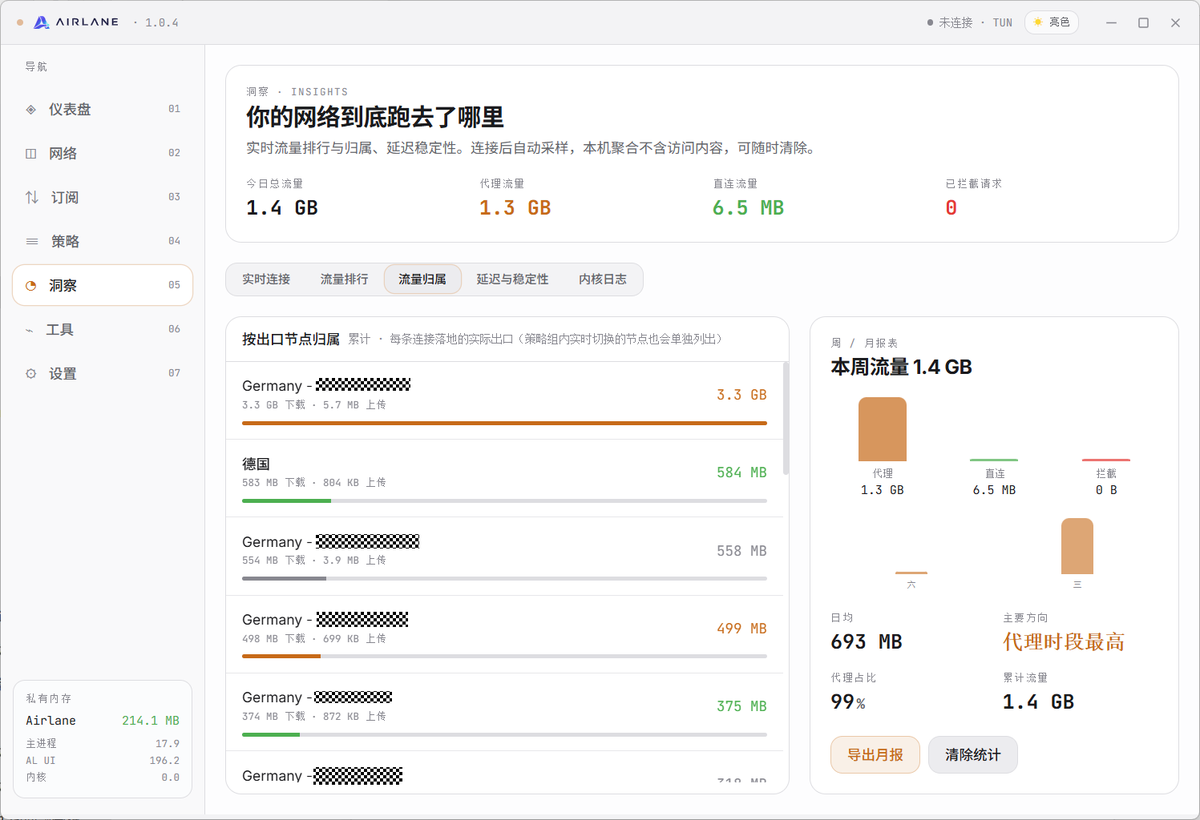 AIRLANE · 1.0.4
未连接 · TUN
亮色
导航
仪表盘 01
网络 02
订阅 03
策略 04
洞察 05
工具 06
设置 07
私有内存
Airlane 214.1 MB
主进程 17.9
AL UI 196.2
内核 0.0
洞察 · INSIGHTS
你的网络到底跑去了哪里
实时流量排行与归属、延迟稳定性。连接后自动采样，本机聚合不含访问内容，可随时清除。
今日总流量 代理流量 直连流量 已拦截请求
1.4 GB 1.3 GB 6.5 MB 0
实时连接 流量排行 流量归属 延迟与稳定性 内核日志
按出口节点归属 累计 · 每条连接落地的实际出口（策略组内实时切换的节点也会单独列出）
Germany -
3.3 GB
3.3 GB 下载 · 5.7 MB 上传
德国
584 MB
583 MB 下载 · 804 KB 上传
Germany -
558 MB
554 MB 下载 · 3.9 MB 上传
Germany -
499 MB
498 MB 下载 · 699 KB 上传
Germany -
375 MB
374 MB 下载 · 872 KB 上传
Germany -
周 / 月报表
本周流量 1.4 GB
代理 直连 拦截
1.3 GB 6.5 MB 0 B
六 三
日均 主要方向
693 MB 代理时段最高
代理占比 累计流量
99% 1.4 GB
导出月报 清除统计